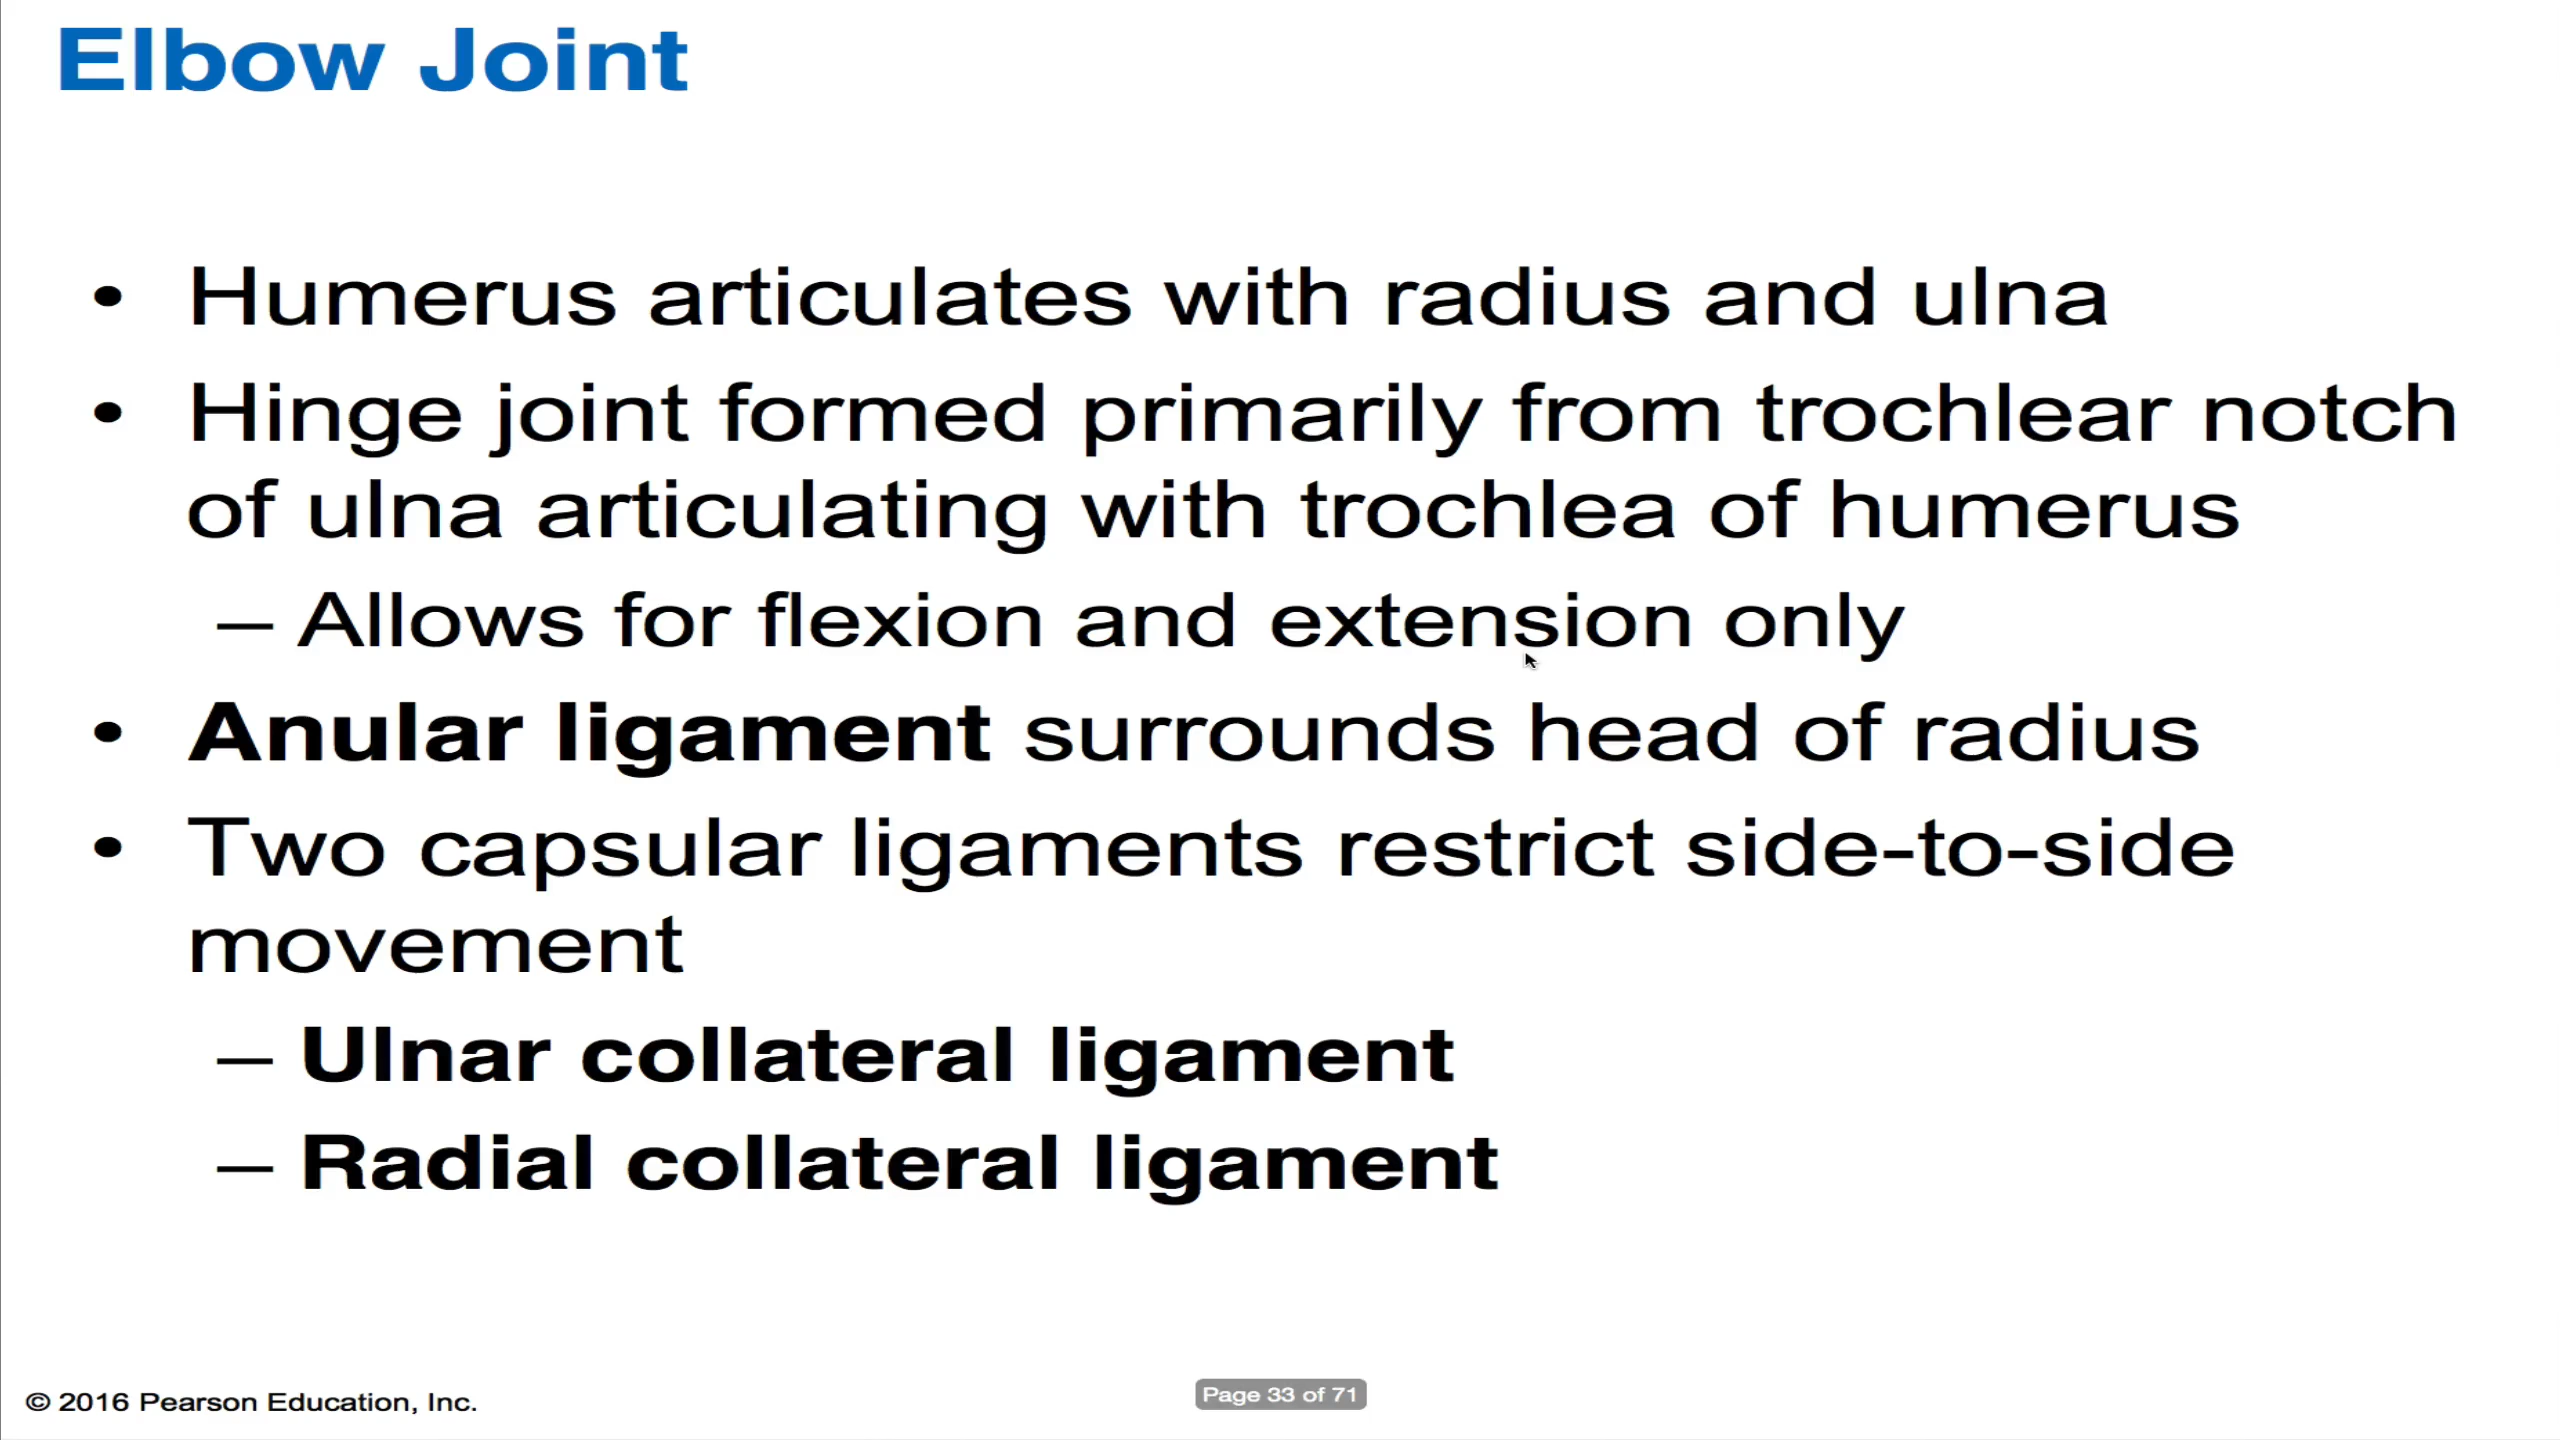 Elbow Joint
• Humerus articulates with radius and ulna
• Hinge joint formed primarily from trochlear notch
of ulna articulating with trochlea of humerus
– Allows for flexion and extension only
• Anular ligament surrounds head of radius
• Two capsular ligaments restrict side-to-side
movement
– Ulnar collateral ligament
– Radial collateral ligament
© 2016 Pearson Education, Inc.
Page 33 of 71